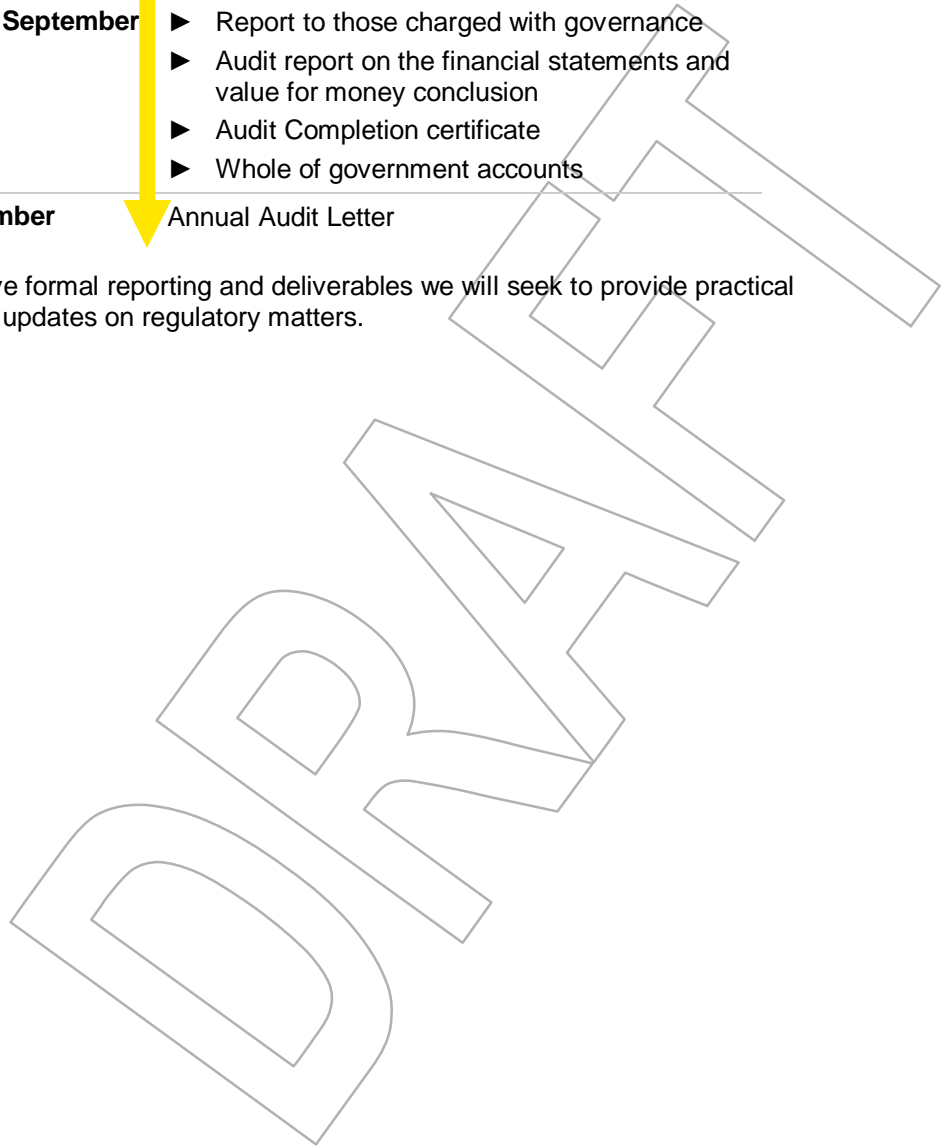 September ► Report to those charged with governance
► Audit report on the financial statements and
value for money conclusion
► Audit Completion certificate
► Whole of government accounts
mber Annual Audit Letter
ve formal reporting and deliverables we will seek to provide practical
updates on regulatory matters.
DRAFT